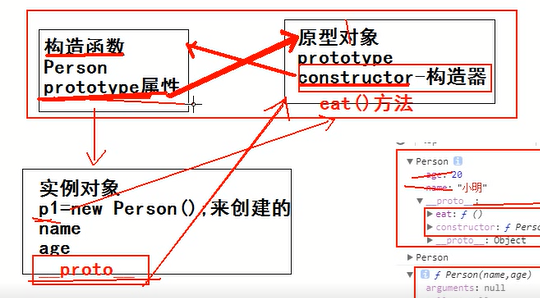 构造函数
Person
prototype属性
原型对象
prototype
constructor-构造器
eat()方法
实例对象
p1=new Person(),来创建的
name
age
__proto__
Person
age: 20
name: "小明"
__proto__:
eat: ƒ ()
constructor: ƒ Perso
__proto__: Object
Person
ƒ Person(name,age)
arguments: null